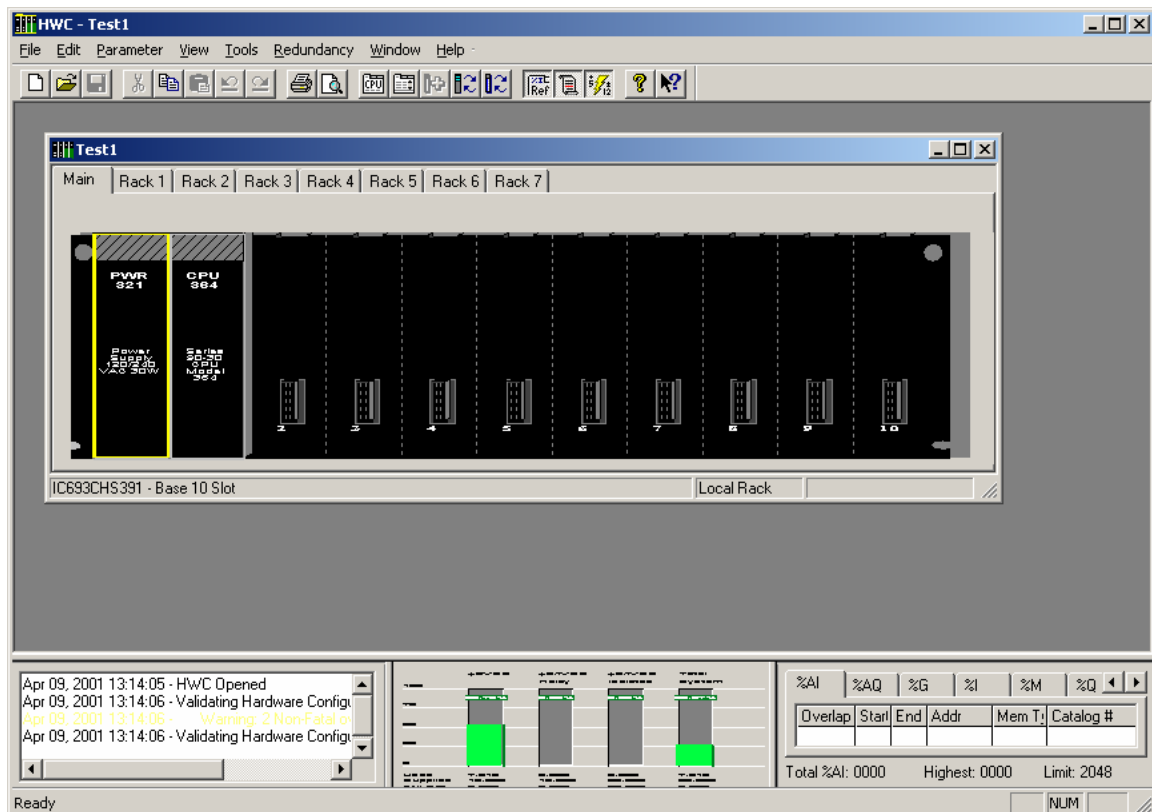 HWC - Test1
File Edit Parameter View Tools Redundancy Window Help
CPU
Ref
Test1
Main Rack 1 Rack 2 Rack 3 Rack 4 Rack 5 Rack 6 Rack 7
PWR 321
CPU 364
Power Supply 120/240 VAC 30W
Series 90-30 CPU Model 364
2 3 4 5 6 7 8 9 10
IC693CHS391 - Base 10 Slot Local Rack
Apr 09, 2001 13:14:05 - HWC Opened
Apr 09, 2001 13:14:06 - Validating Hardware Configu
Apr 09, 2001 13:14:06 - Warning: 2 Non-Fatal ov
Apr 09, 2001 13:14:06 - Validating Hardware Configu
%AI %AQ %G %I %M %Q
Overlap Start End Addr Mem Ty Catalog #
Total %AI: 0000 Highest: 0000 Limit: 2048
Ready NUM